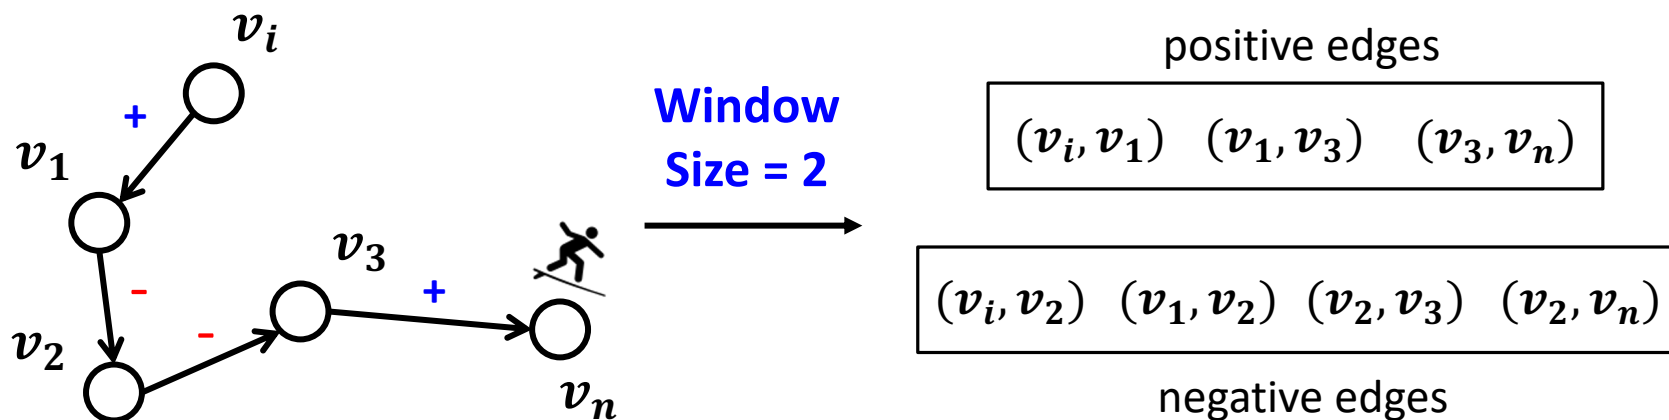 v_i
+
v_1
-
v_2
-
v_3
+
v_n
Window
Size = 2
positive edges
(v_i, v_1) (v_1, v_3) (v_3, v_n)
(v_i, v_2) (v_1, v_2) (v_2, v_3) (v_2, v_n)
negative edges